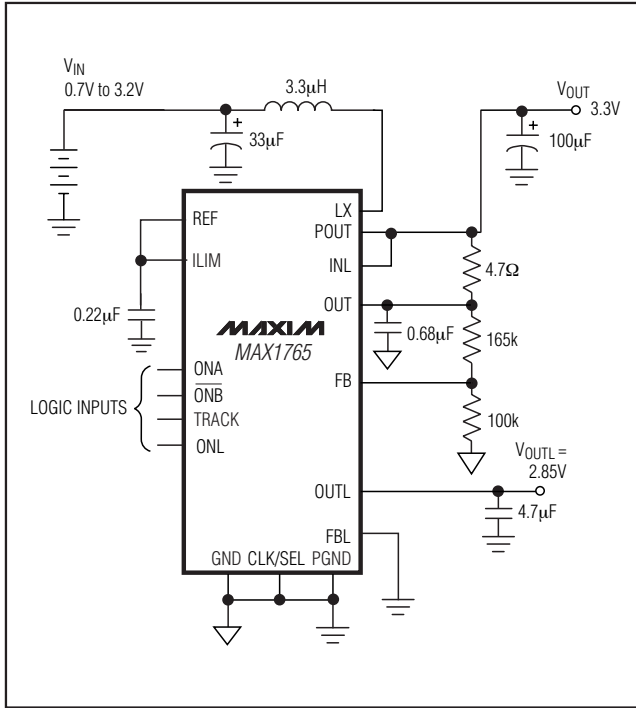 VIN
0.7V to 3.2V
3.3μH
VOUT
3.3V
33μF
100μF
LX
REF
POUT
ILIM
INL
4.7Ω
OUT
0.22μF
0.68μF
165k
MAXIM
MAX1765
ONA
FB
LOGIC INPUTS
ONB
TRACK
100k
ONL
VOUTL =
2.85V
OUTL
4.7μF
FBL
GND CLK/SEL PGND